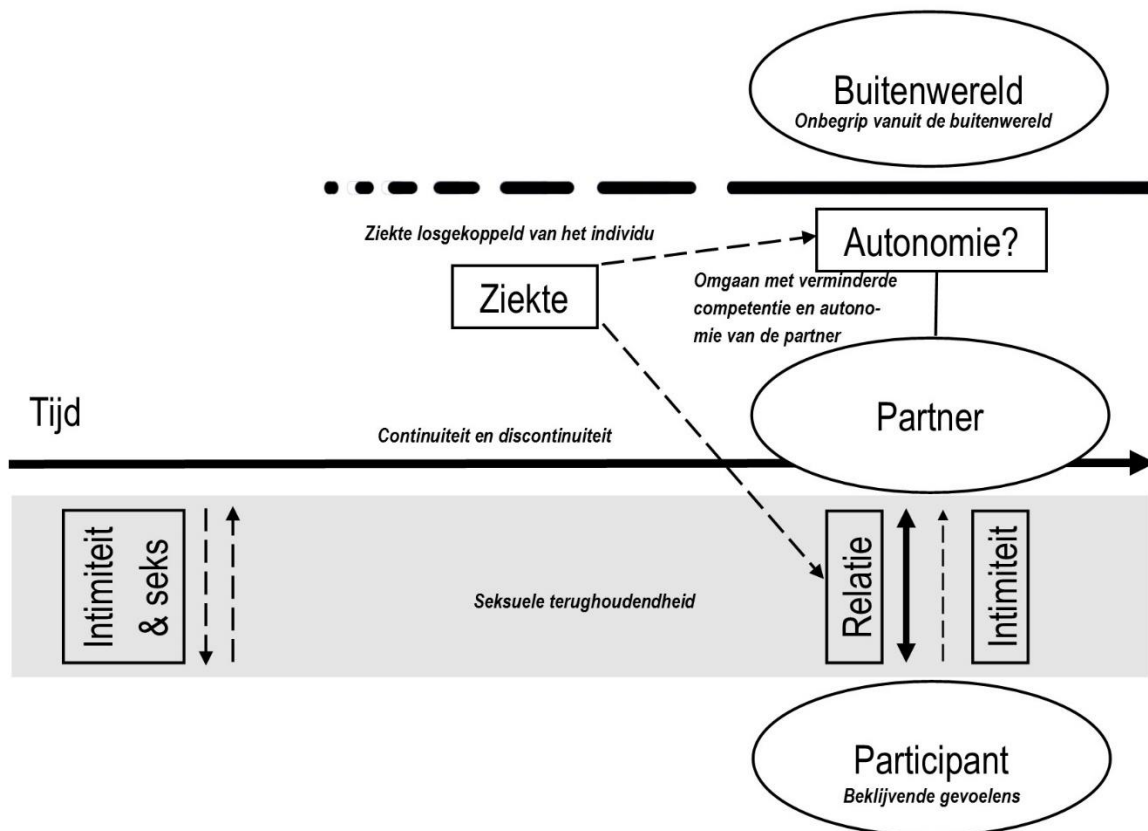 Buitenwereld
Onbegrip vanuit de buitenwereld
Ziekte losgekoppeld van het individu
Autonomie?
Ziekte
Omgaan met verminderde
competentie en autono-
mie van de partner
Tijd
Partner
Continuiteit en discontinuiteit
Intimiteit
& seks
Seksuele terughoudendheid
Relatie
Intimiteit
Participant
Beklijvende gevoelens